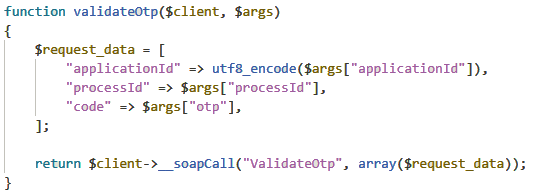 function validateOtp($client, $args)
{
    $request_data = [
        "applicationId" => utf8_encode($args["applicationId"]),
        "processId" => $args["processId"],
        "code" => $args["otp"],
    ];

    return $client->__soapCall("ValidateOtp", array($request_data));
}